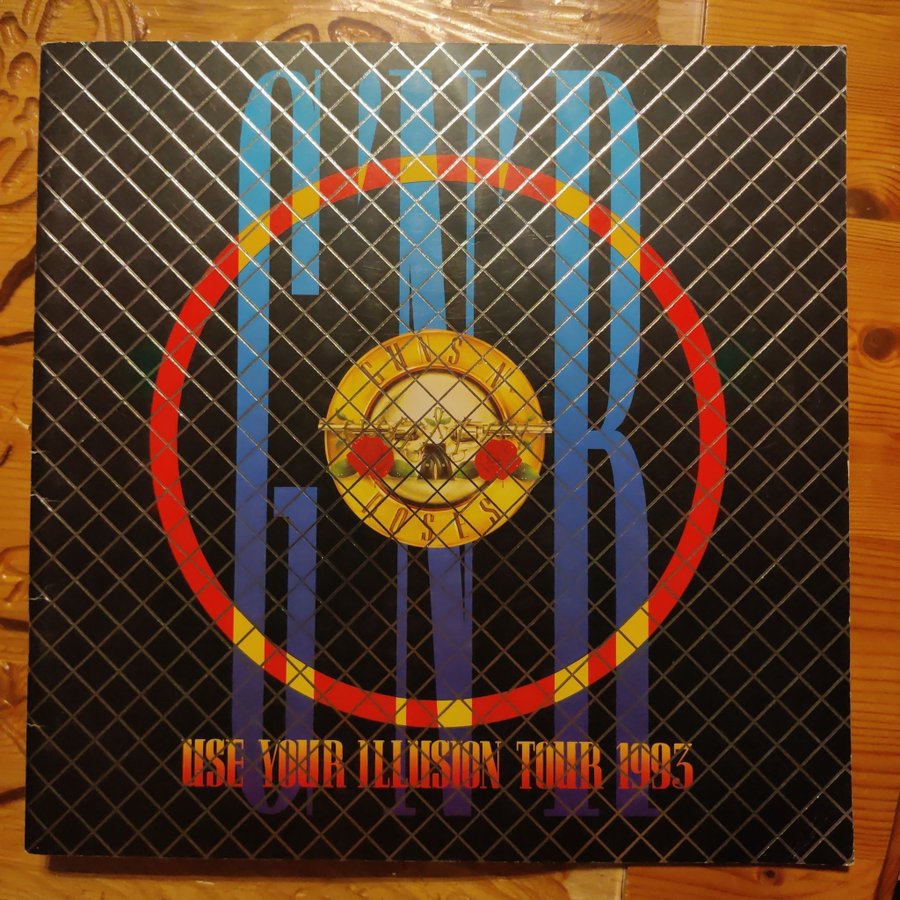 G N' R
GUNS N
ROSES
USE YOUR ILLUSION TOUR 1993